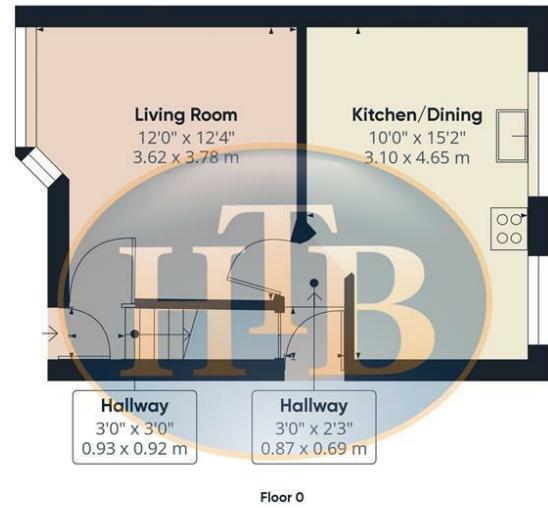 Living Room
12'0" x 12'4"
3.62 x 3.78 m
Kitchen/Dining
10'0" x 15'2"
3.10 x 4.65 m
HTB
Hallway
3'0" x 3'0"
0.93 x 0.92 m
Hallway
3'0" x 2'3"
0.87 x 0.69 m
Floor 0